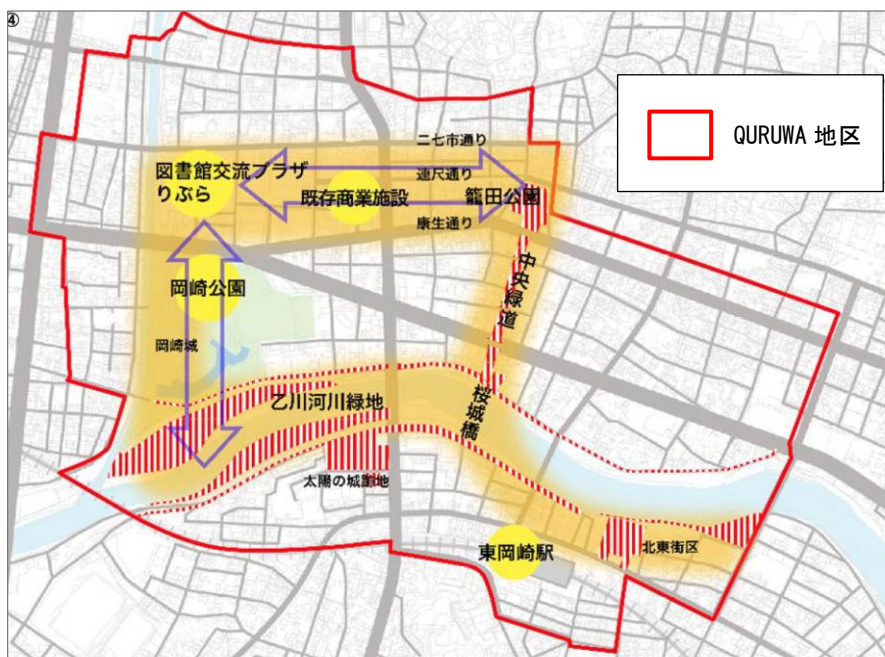 ④
QURUWA 地区
二七市通り
図書館交流プラザ
りぶら
連尺通り
既存商業施設
籠田公園
康生通り
中央緑道
岡崎公園
岡崎城
乙川河川緑地
桜城橋
太陽の城跡地
東岡崎駅
北東街区